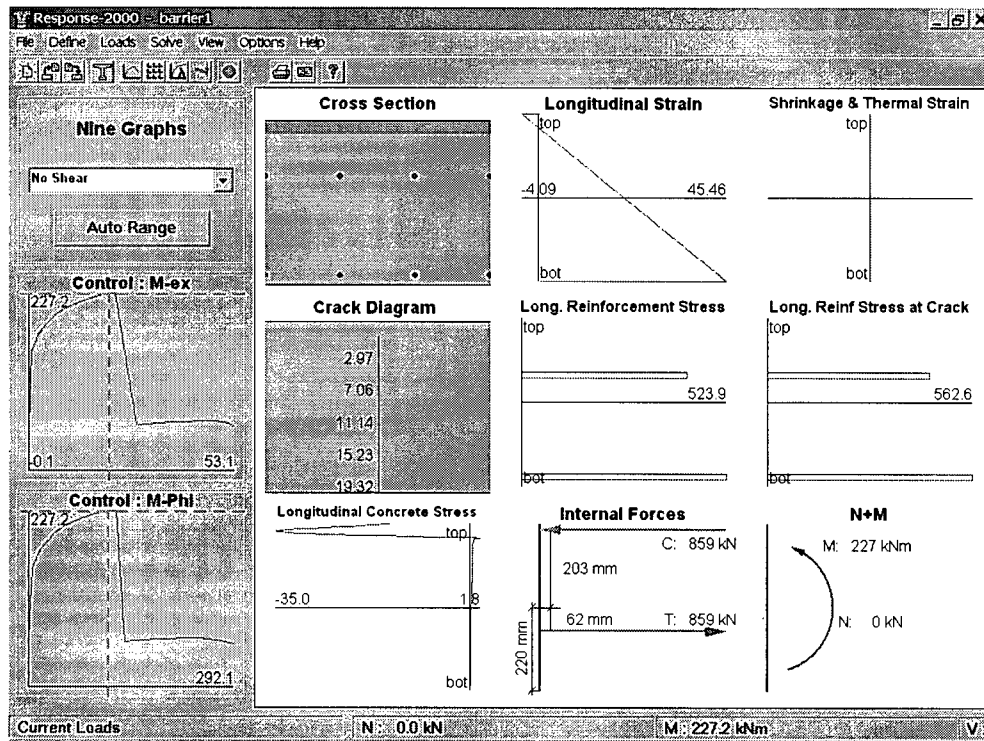 Response-2000 - barrier1
File Define Loads Solve View Options Help
Nine Graphs
No Shear
Auto Range
Control : M-ex
227.2
-0.1 53.1
Control : M-Phi
227.2
292.1
Cross Section
Longitudinal Strain
top
-4.09 45.46
bot
Shrinkage & Thermal Strain
top
bot
Crack Diagram
2.97
7.06
11.14
15.23
19.32
Long. Reinforcement Stress
top
523.9
bot
Long. Reinf Stress at Crack
top
562.6
bot
Longitudinal Concrete Stress
top
-35.0 1.8
bot
Internal Forces
C: 859 kN
203 mm
62 mm T: 859 kN
220 mm
N+M
M: 227 kNm
N: 0 kN
Current Loads N : 0.0 kN M : 227.2 kNm V